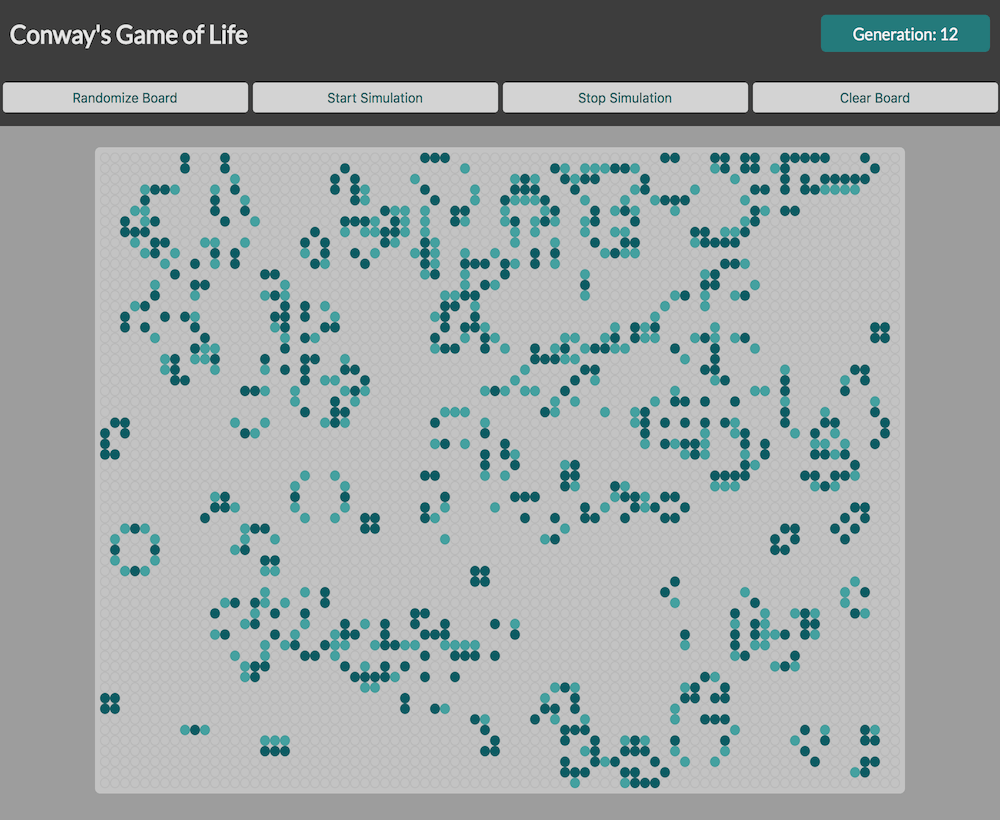 Conway's Game of Life
Generation: 12
Randomize Board
Start Simulation
Stop Simulation
Clear Board